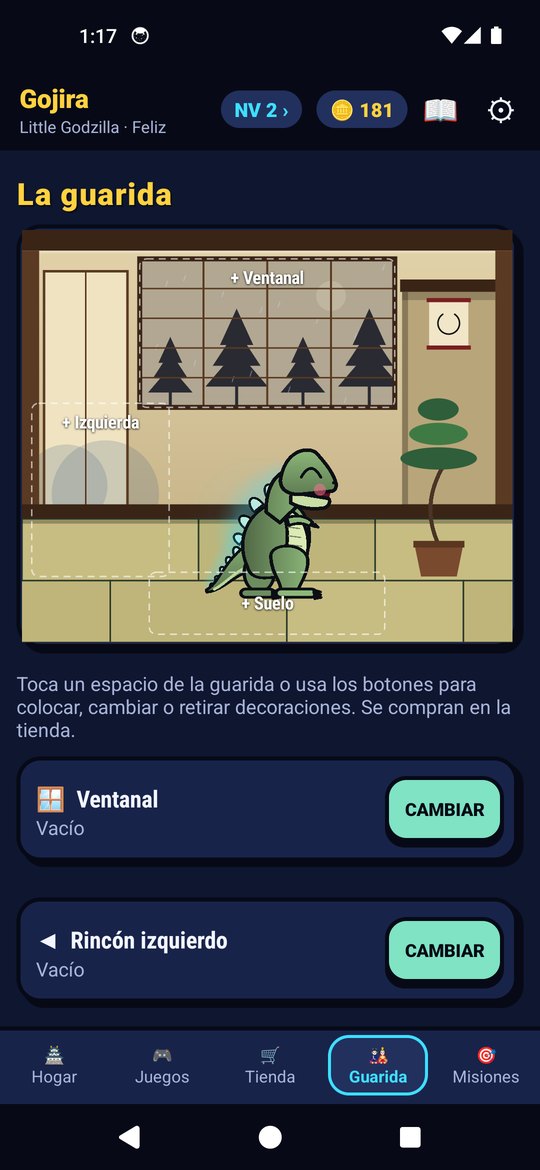 1:17
Gojira
Little Godzilla · Feliz
NV 2 ›
181
La guarida
+ Ventanal
+ Izquierda
+ Suelo
Toca un espacio de la guarida o usa los botones para
colocar, cambiar o retirar decoraciones. Se compran en la
tienda.
Ventanal
Vacío
CAMBIAR
Rincón izquierdo
Vacío
CAMBIAR
Hogar
Juegos
Tienda
Guarida
Misiones